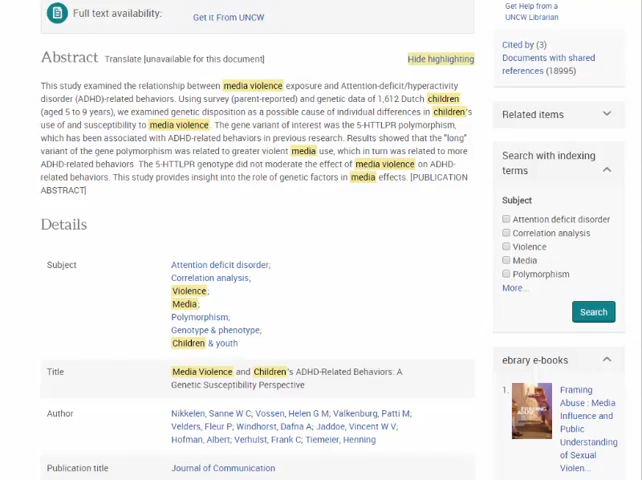 Full text availability:
Get It From UNCW
Abstract Translate [unavailable for this document]
Hide highlighting
This study examined the relationship between media violence exposure and Attention-deficit/hyperactivity
disorder (ADHD)-related behaviors. Using survey (parent-reported) and genetic data of 1,612 Dutch children
(aged 5 to 9 years), we examined genetic disposition as a possible cause of individual differences in children's
use of and susceptibility to media violence. The gene variant of interest was the 5-HTTLPR polymorphism,
which has been associated with ADHD-related behaviors in previous research. Results showed that the "long"
variant of the gene polymorphism was related to greater violent media use, which in turn was related to more
ADHD-related behaviors. The 5-HTTLPR genotype did not moderate the effect of media violence on ADHD-
related behaviors. This study provides insight into the role of genetic factors in media effects. [PUBLICATION
ABSTRACT]
Details
Subject
Attention deficit disorder;
Correlation analysis;
Violence;
Media;
Polymorphism;
Genotype & phenotype;
Children & youth
Title
Media Violence and Children's ADHD-Related Behaviors: A
Genetic Susceptibility Perspective
Author
Nikkelen, Sanne W C; Vossen, Helen G M; Valkenburg, Patti M;
Velders, Fleur P; Windhorst, Dafna A; Jaddoe, Vincent W V;
Hofman, Albert; Verhulst, Frank C; Tiemeier, Henning
Publication title
Journal of Communication
Get Help from a
UNCW Librarian
Cited by (3)
Documents with shared
references (18995)
Related items
Search with indexing
terms
Subject
Attention deficit disorder
Correlation analysis
Violence
Media
Polymorphism
More...
Search
ebrary e-books
1.
Framing
Abuse : Media
Influence and
Public
Understanding
of Sexual
Violen...